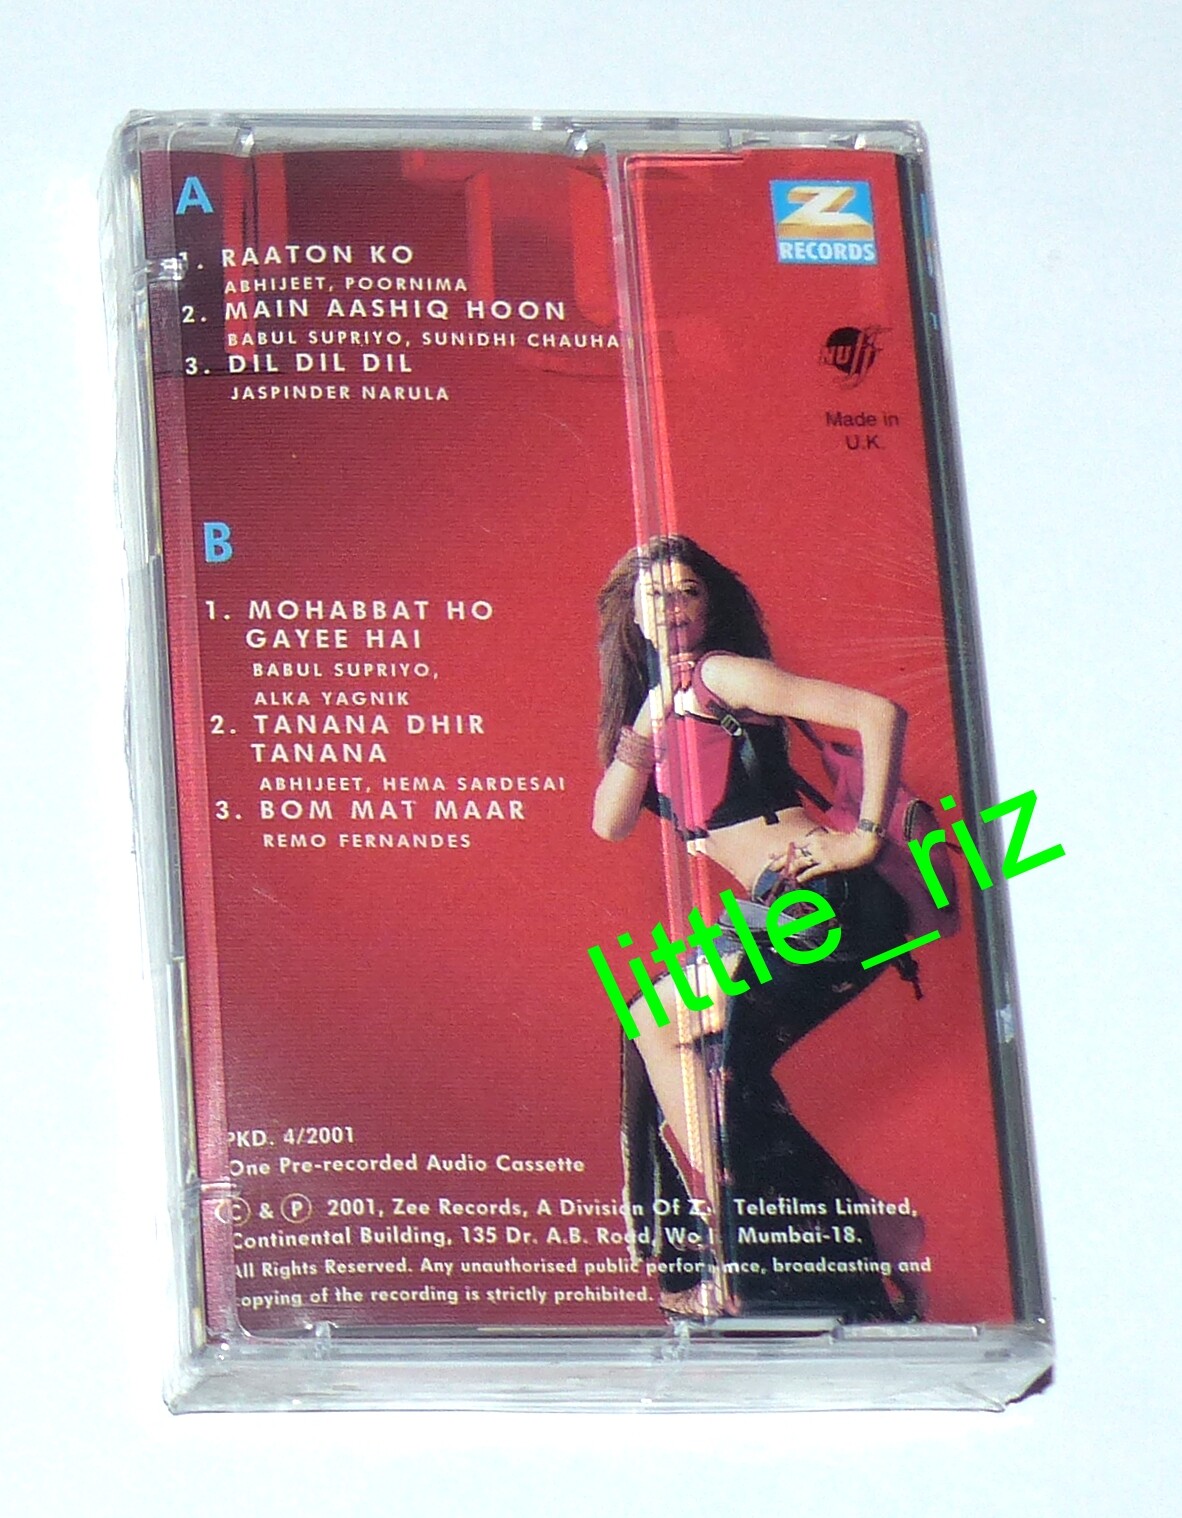 A
1. RAATON KO
ABHIJEET, POORNIMA
2. MAIN AASHIQ HOON
BABUL SUPRIYO, SUNIDHI CHAUHAN
3. DIL DIL DIL
JASPINDER NARULA
B
1. MOHABBAT HO
GAYEE HAI
BABUL SUPRIYO,
ALKA YAGNIK
2. TANANA DHIR
TANANA
ABHIJEET, HEMA SARDESAI
3. BOM MAT MAAR
REMO FERNANDES
Z
RECORDS
NUFF
Made in
U.K.
little_riz
PKD. 4/2001
One Pre-recorded Audio Cassette
© & ℗ 2001, Zee Records, A Division Of Telefilms Limited,
Continental Building, 135 Dr. A.B. Road, Mumbai-18.
All Rights Reserved. Any unauthorised public performance, broadcasting and
copying of the recording is strictly prohibited.